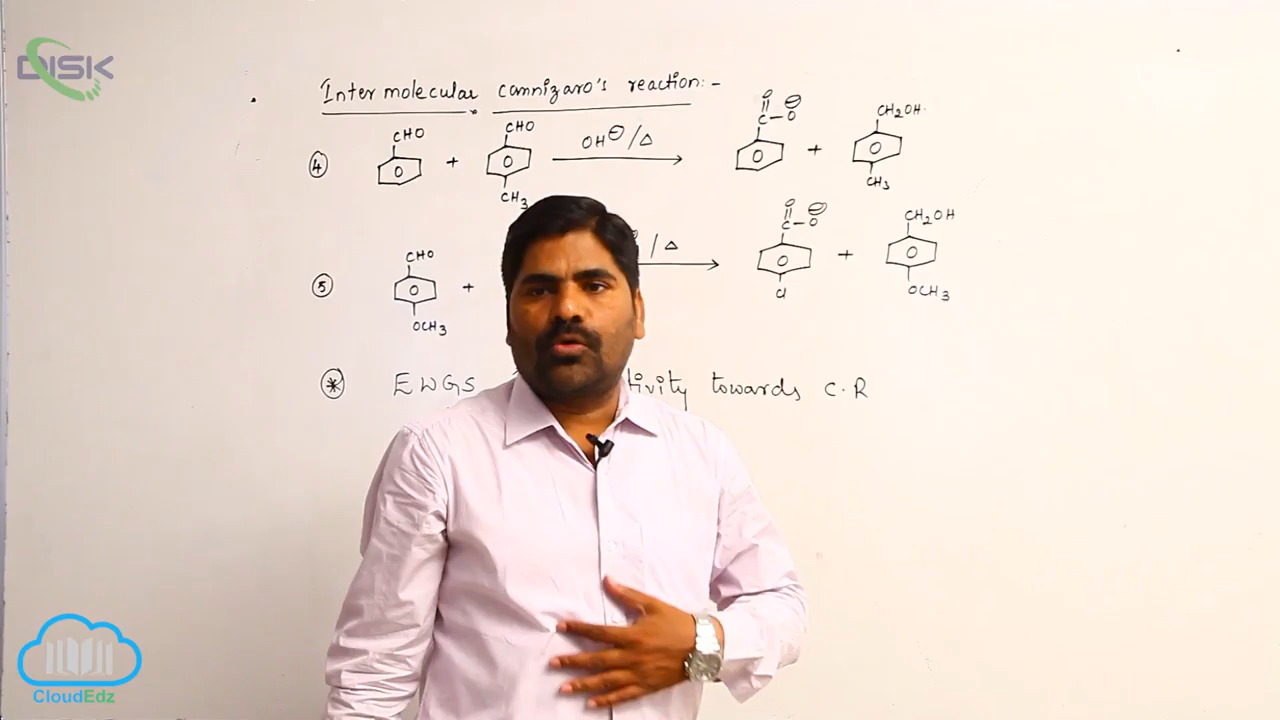 DISK
Inter molecular cannizaro's reaction:-
CHO CHO OH⊖/△ O C-O⊖ CH2OH
④ + ⟶ +
CH3 CH3
CHO /△ O C-O⊖ CH2OH
⑤ + ⟶ +
OCH3 Cl OCH3
* EWGS tivity towards C.R
CloudEdz